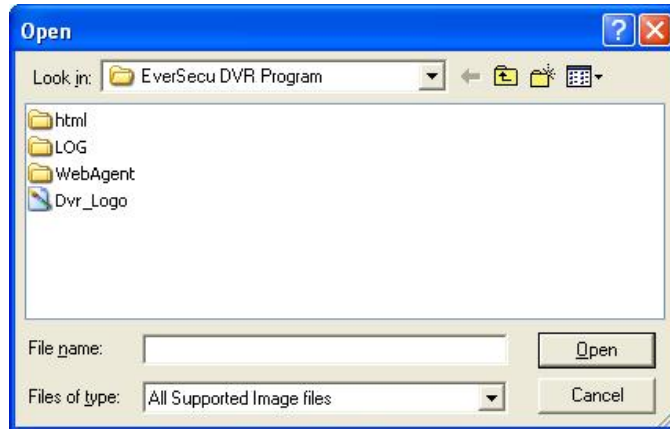 Open
Look in: EverSecu DVR Program
html
LOG
WebAgent
Dvr_Logo
File name: Open
Files of type: All Supported Image files Cancel